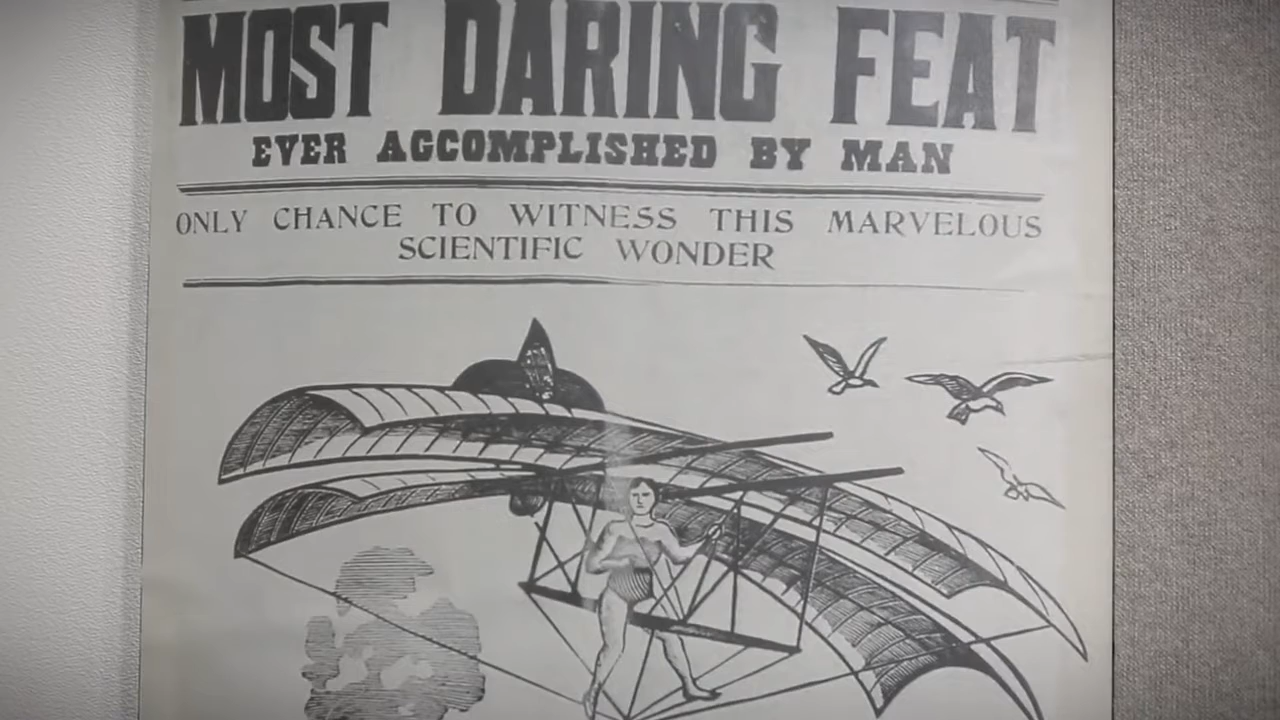 MOST DARING FEAT
EVER ACCOMPLISHED BY MAN
ONLY CHANCE TO WITNESS THIS MARVELOUS
SCIENTIFIC WONDER